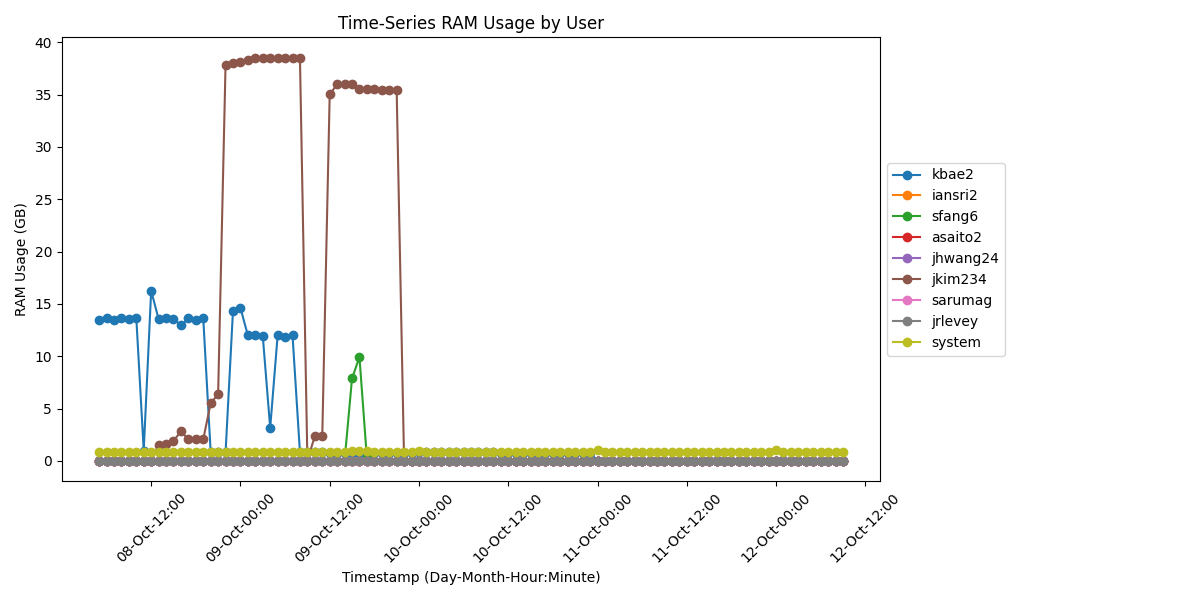 Time-Series RAM Usage by User
40
35
30
25
20
15
10
5
0
RAM Usage (GB)
08-Oct-12:00
09-Oct-00:00
09-Oct-12:00
10-Oct-00:00
10-Oct-12:00
11-Oct-00:00
11-Oct-12:00
12-Oct-00:00
12-Oct-12:00
Timestamp (Day-Month-Hour:Minute)
kbae2
iansri2
sfang6
asaito2
jhwang24
jkim234
sarumag
jrlevey
system